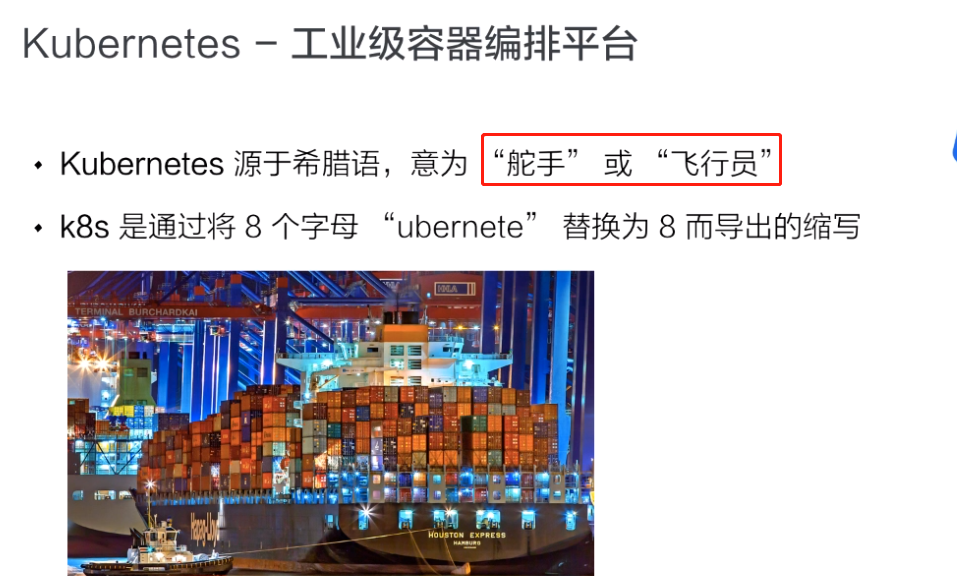 Kubernetes – 工业级容器编排平台
Kubernetes 源于希腊语，意为 “舵手” 或 “飞行员”
k8s 是通过将 8 个字母 “ubernete” 替换为 8 而导出的缩写
HHLA
TERMINAL BURCHARDKAI
Hapag-Lloyd
HOUSTON EXPRESS
HAMBURG